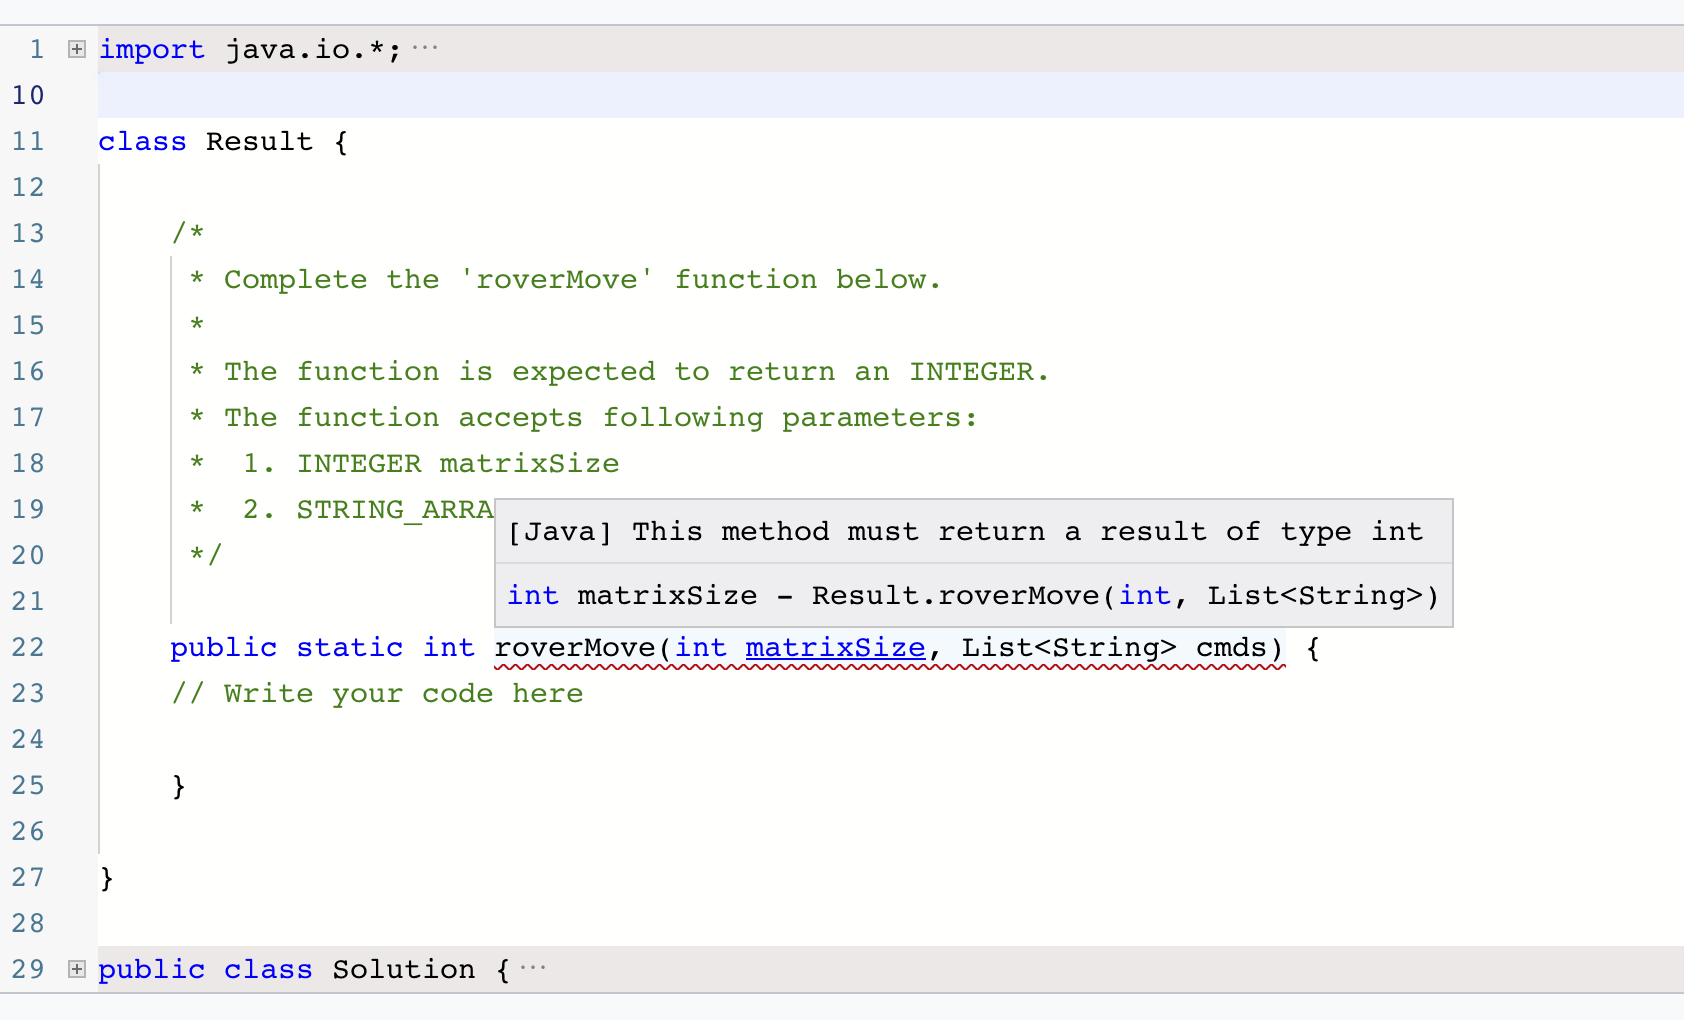 1 import java.io.*; ···
10
11 class Result {
12
13 /*
14 * Complete the 'roverMove' function below.
15 *
16 * The function is expected to return an INTEGER.
17 * The function accepts following parameters:
18 * 1. INTEGER matrixSize
19 * 2. STRING_ARRA
[Java] This method must return a result of type int
20 */
int matrixSize – Result.roverMove(int, List<String>)
21
22 public static int roverMove(int matrixSize, List<String> cmds) {
23 // Write your code here
24
25 }
26
27 }
28
29 public class Solution { ···